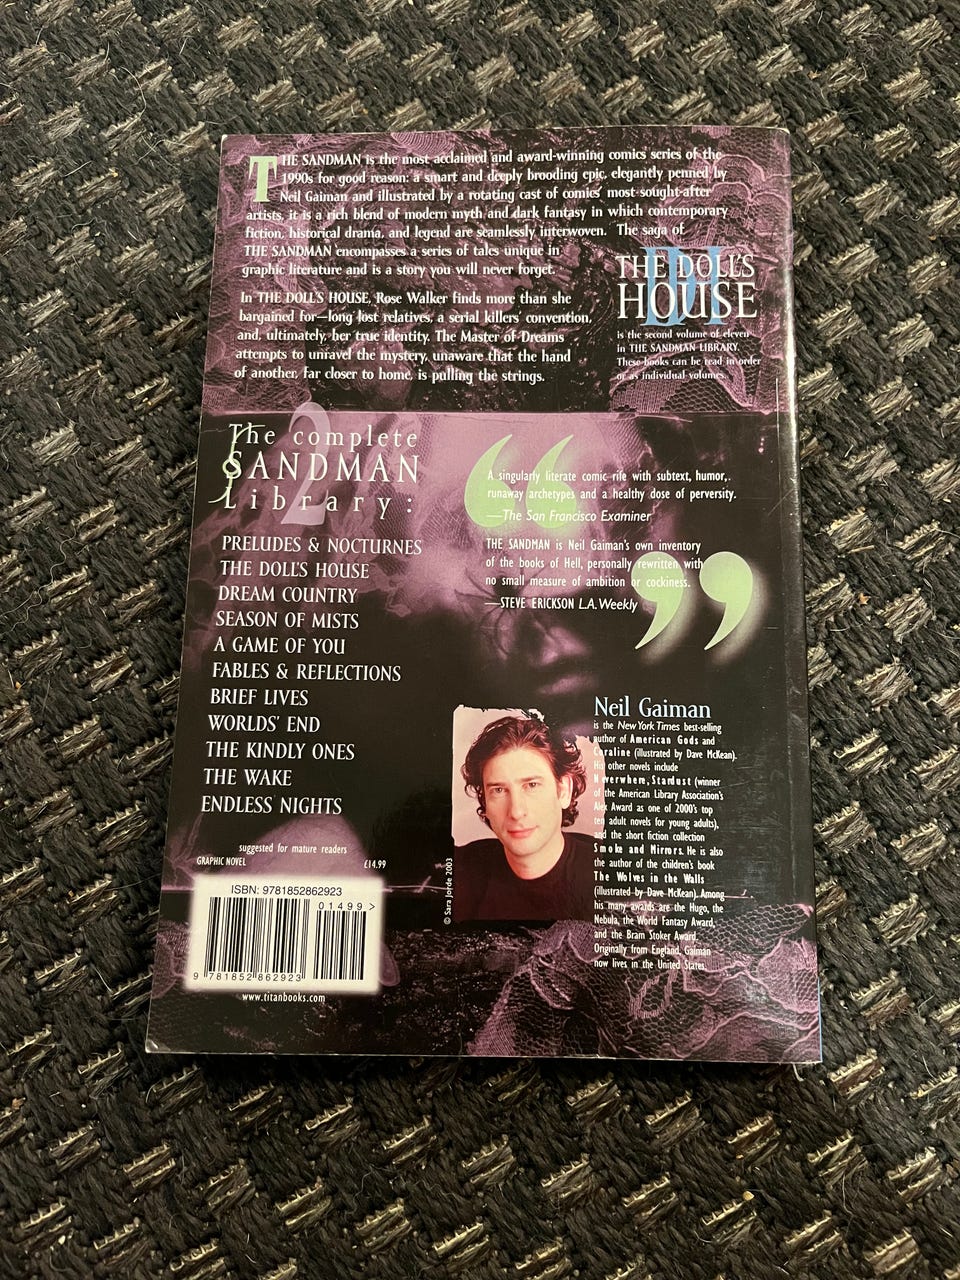 THE SANDMAN is the most acclaimed and award-winning comics series of the
1990s for good reason: a smart and deeply brooding epic, elegantly penned by
Neil Gaiman and illustrated by a rotating cast of comics' most sought-after
artists, it is a rich blend of modern myth and dark fantasy in which contemporary
fiction, historical drama, and legend are seamlessly interwoven. The saga of
THE SANDMAN encompasses a series of tales unique in
graphic literature and is a story you will never forget.
In THE DOLL'S HOUSE, Rose Walker finds more than she
bargained for—long lost relatives, a serial killers' convention,
and, ultimately, her true identity. The Master of Dreams
attempts to unravel the mystery, unaware that the hand
of another, far closer to home, is pulling the strings.
THE DOLL'S
HOUSE
is the second volume of eleven
in THE SANDMAN LIBRARY.
These books can be read in order
or as individual volumes.
2
The complete
SANDMAN
Library:
PRELUDES & NOCTURNES
THE DOLL'S HOUSE
DREAM COUNTRY
SEASON OF MISTS
A GAME OF YOU
FABLES & REFLECTIONS
BRIEF LIVES
WORLDS' END
THE KINDLY ONES
THE WAKE
ENDLESS NIGHTS
“
A singularly literate comic rife with subtext, humor,
runaway archetypes and a healthy dose of perversity.
—The San Francisco Examiner
THE SANDMAN is Neil Gaiman's own inventory
of the books of Hell, personally rewritten with
no small measure of ambition or cockiness.
—STEVE ERICKSON L.A. Weekly
”
Neil Gaiman
is the New York Times best-selling
author of American Gods and
Coraline (illustrated by Dave McKean).
His other novels include
Neverwhere, Stardust (winner
of the American Library Association's
Alex Award as one of 2000's top
ten adult novels for young adults),
and the short fiction collection
Smoke and Mirrors. He is also
the author of the children's book
The Wolves in the Walls
(illustrated by Dave McKean). Among
his many awards are the Hugo, the
Nebula, the World Fantasy Award,
and the Bram Stoker Award.
Originally from England, Gaiman
now lives in the United States.
© Sara Jorde 2003
suggested for mature readers
GRAPHIC NOVEL £14.99
ISBN: 9781852862923
01499>
9 781852 862923
www.titanbooks.com